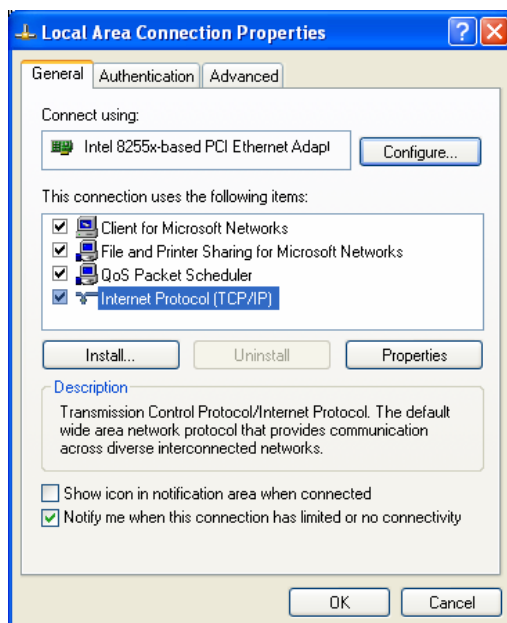 Local Area Connection Properties
General Authentication Advanced
Connect using:
Intel 8255x-based PCI Ethernet Adapt
Configure...
This connection uses the following items:
Client for Microsoft Networks
File and Printer Sharing for Microsoft Networks
QoS Packet Scheduler
Internet Protocol (TCP/IP)
Install... Uninstall Properties
Description
Transmission Control Protocol/Internet Protocol. The default
wide area network protocol that provides communication
across diverse interconnected networks.
Show icon in notification area when connected
Notify me when this connection has limited or no connectivity
OK Cancel